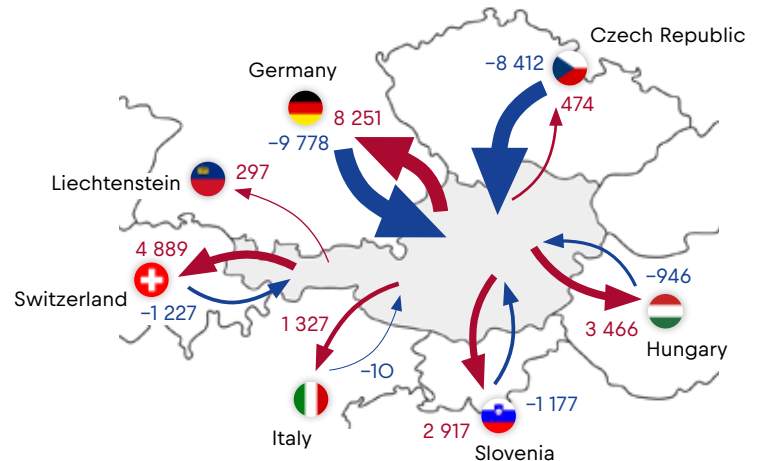 Czech Republic
−8 412
474
Germany
8 251
−9 778
Liechtenstein
297
4 889
Switzerland
−1 227
1 327
−10
Italy
2 917
−1 177
Slovenia
−946
3 466
Hungary